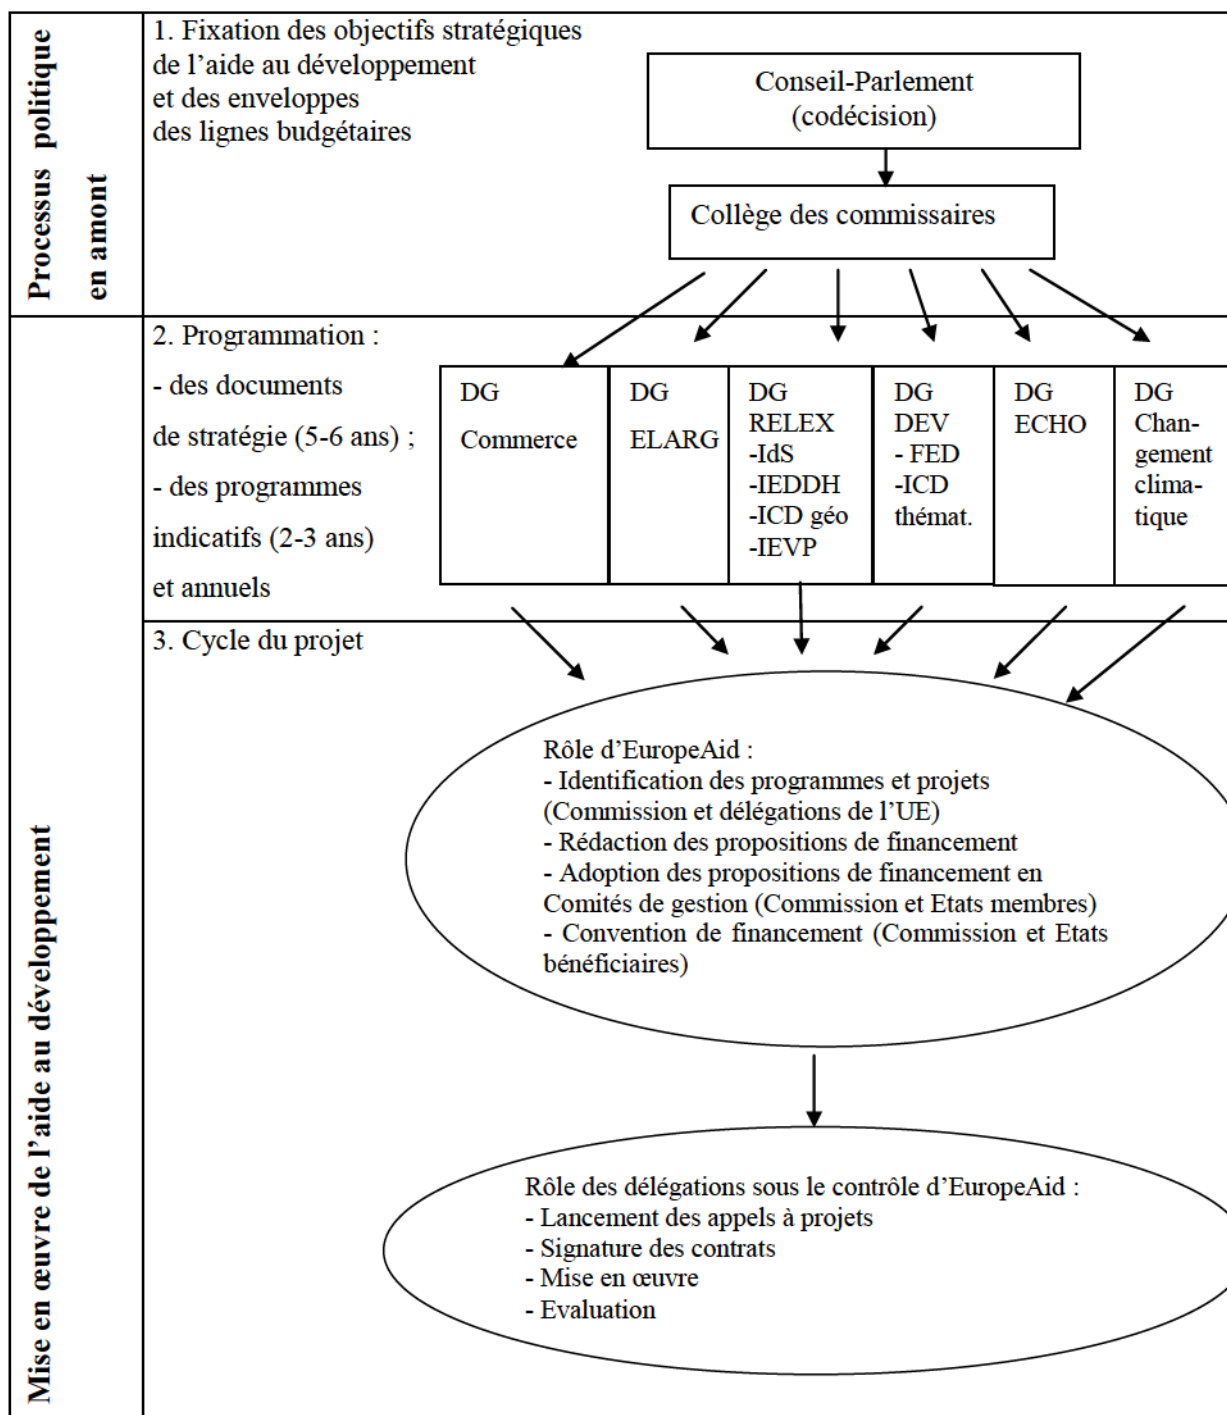 Processus politique
en amont
1. Fixation des objectifs stratégiques
de l’aide au développement
et des enveloppes
des lignes budgétaires
Conseil-Parlement
(codécision)
Collège des commissaires
Mise en œuvre de l’aide au développement
2. Programmation :
- des documents
de stratégie (5-6 ans) ;
- des programmes
indicatifs (2-3 ans)
et annuels
DG
Commerce
DG
ELARG
DG
RELEX
-IdS
-IEDDH
-ICD géo
-IEVP
DG
DEV
- FED
-ICD
thémat.
DG
ECHO
DG
Chan-
gement
clima-
tique
3. Cycle du projet
Rôle d’EuropeAid :
- Identification des programmes et projets
(Commission et délégations de l’UE)
- Rédaction des propositions de financement
- Adoption des propositions de financement en
Comités de gestion (Commission et Etats membres)
- Convention de financement (Commission et Etats
bénéficiaires)
Rôle des délégations sous le contrôle d’EuropeAid :
- Lancement des appels à projets
- Signature des contrats
- Mise en œuvre
- Evaluation